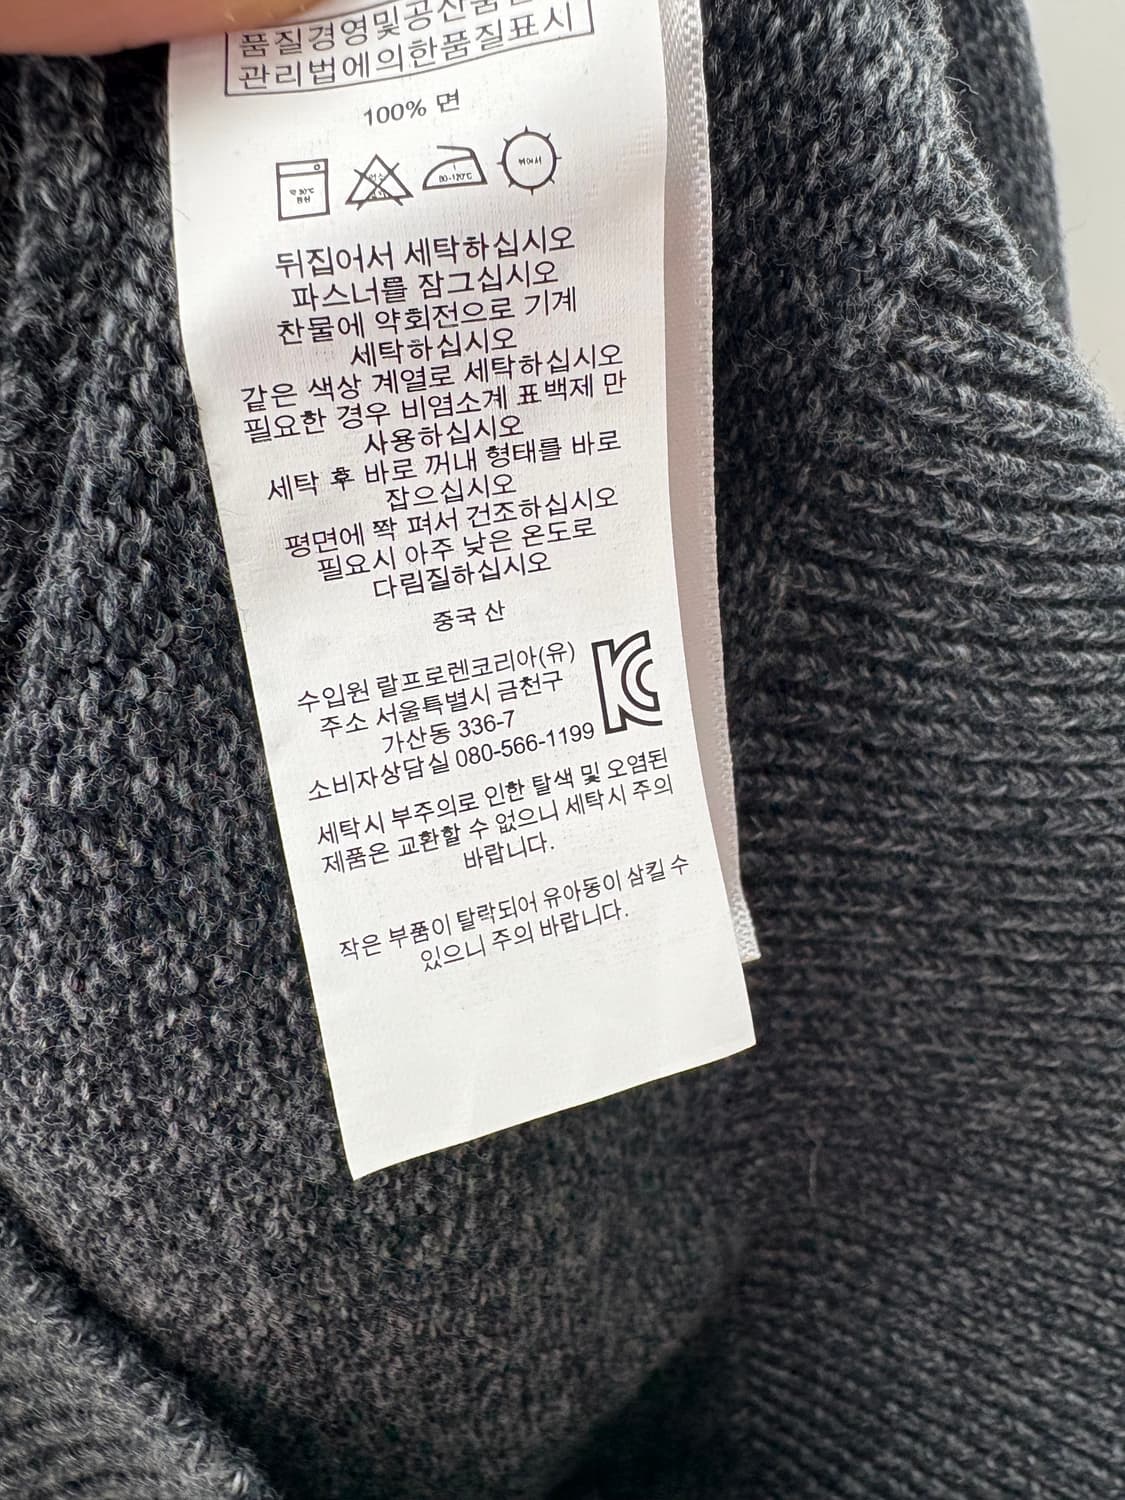 품질경영및공산품안
관리법에의한품질표시
100% 면
약 30℃
80-120℃
뉘어서
뒤집어서 세탁하십시오
파스너를 잠그십시오
찬물에 약회전으로 기계
세탁하십시오
같은 색상 계열로 세탁하십시오
필요한 경우 비염소계 표백제 만
사용하십시오
세탁 후 바로 꺼내 형태를 바로
잡으십시오
평면에 쫙 펴서 건조하십시오
필요시 아주 낮은 온도로
다림질하십시오
중국 산
수입원 랄프로렌코리아(유)
주소 서울특별시 금천구
가산동 336-7
소비자상담실 080-566-1199
세탁시 부주의로 인한 탈색 및 오염된
제품은 교환할 수 없으니 세탁시 주의
바랍니다.
작은 부품이 탈락되어 유아동이 삼킬 수
있으니 주의 바랍니다.